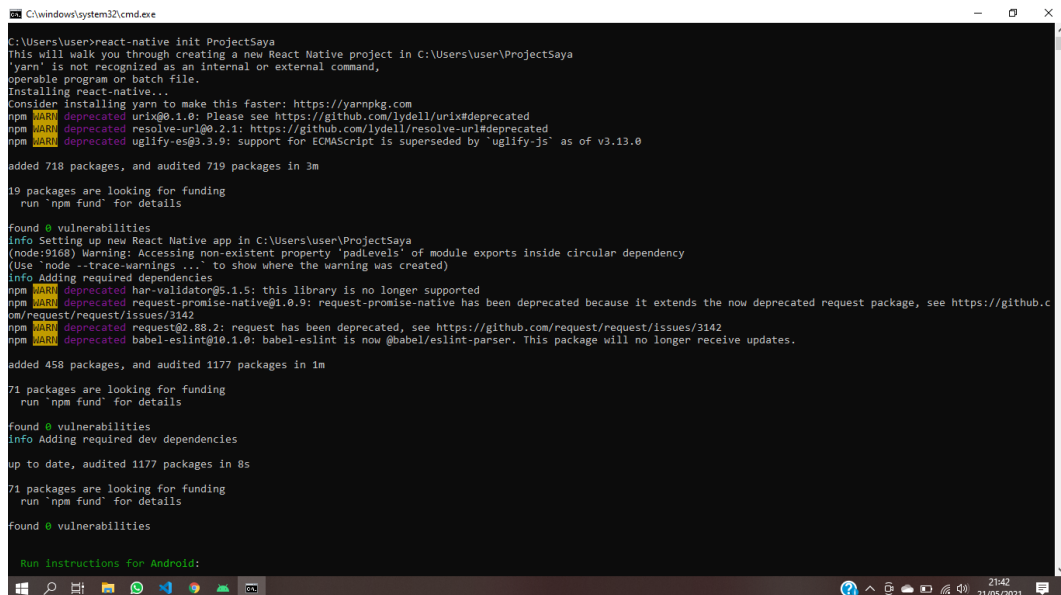 C:\windows\system32\cmd.exe
C:\Users\user>react-native init ProjectSaya
This will walk you through creating a new React Native project in C:\Users\user\ProjectSaya
'yarn' is not recognized as an internal or external command,
operable program or batch file.
Installing react-native...
Consider installing yarn to make this faster: https://yarnpkg.com
npm WARN deprecated urix@0.1.0: Please see https://github.com/lydell/urix#deprecated
npm WARN deprecated resolve-url@0.2.1: https://github.com/lydell/resolve-url#deprecated
npm WARN deprecated uglify-es@3.3.9: support for ECMAScript is superseded by `uglify-js` as of v3.13.0
added 718 packages, and audited 719 packages in 3m
19 packages are looking for funding
run `npm fund` for details
found 0 vulnerabilities
info Setting up new React Native app in C:\Users\user\ProjectSaya
(node:9168) Warning: Accessing non-existent property 'padLevels' of module exports inside circular dependency
(Use `node --trace-warnings ...` to show where the warning was created)
info Adding required dependencies
npm WARN deprecated har-validator@5.1.5: this library is no longer supported
npm WARN deprecated request-promise-native@1.0.9: request-promise-native has been deprecated because it extends the now deprecated request package, see https://github.c
om/request/request/issues/3142
npm WARN deprecated request@2.88.2: request has been deprecated, see https://github.com/request/request/issues/3142
npm WARN deprecated babel-eslint@10.1.0: babel-eslint is now @babel/eslint-parser. This package will no longer receive updates.
added 458 packages, and audited 1177 packages in 1m
71 packages are looking for funding
run `npm fund` for details
found 0 vulnerabilities
info Adding required dev dependencies
up to date, audited 1177 packages in 8s
71 packages are looking for funding
run `npm fund` for details
found 0 vulnerabilities
Run instructions for Android:
21:42
21/05/2021